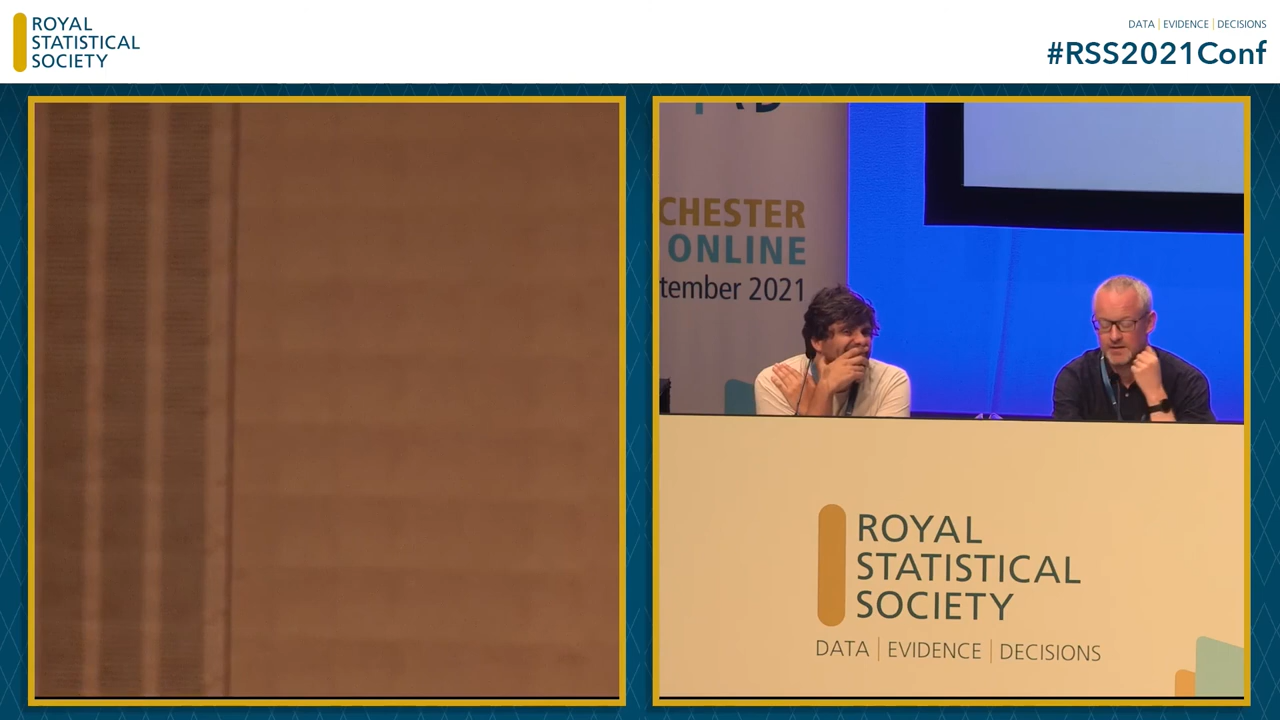 ROYAL
STATISTICAL
SOCIETY
DATA | EVIDENCE | DECISIONS
#RSS2021Conf
CHESTER
ONLINE
tember 2021
ROYAL
STATISTICAL
SOCIETY
DATA | EVIDENCE | DECISIONS